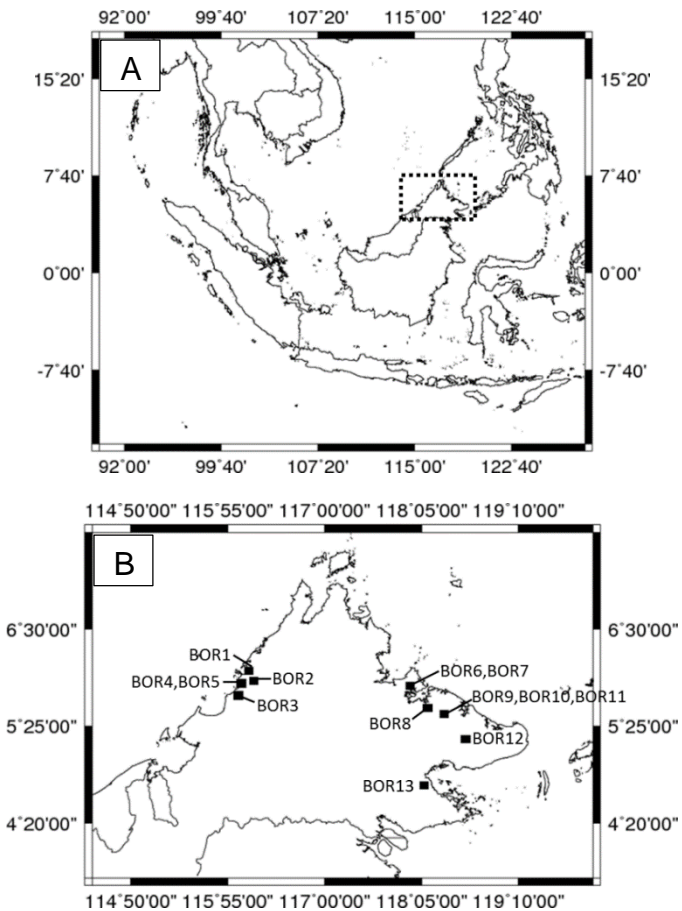 92°00' 99°40' 107°20' 115°00' 122°40'
A
15°20' 15°20'
7°40' 7°40'
0°00' 0°00'
-7°40' -7°40'
92°00' 99°40' 107°20' 115°00' 122°40'
114°50'00" 115°55'00" 117°00'00" 118°05'00" 119°10'00"
B
6°30'00" 6°30'00"
BOR1
BOR2
BOR4,BOR5
BOR3
BOR6,BOR7
BOR9,BOR10,BOR11
BOR8
5°25'00" 5°25'00"
BOR12
BOR13
4°20'00" 4°20'00"
114°50'00" 115°55'00" 117°00'00" 118°05'00" 119°10'00"